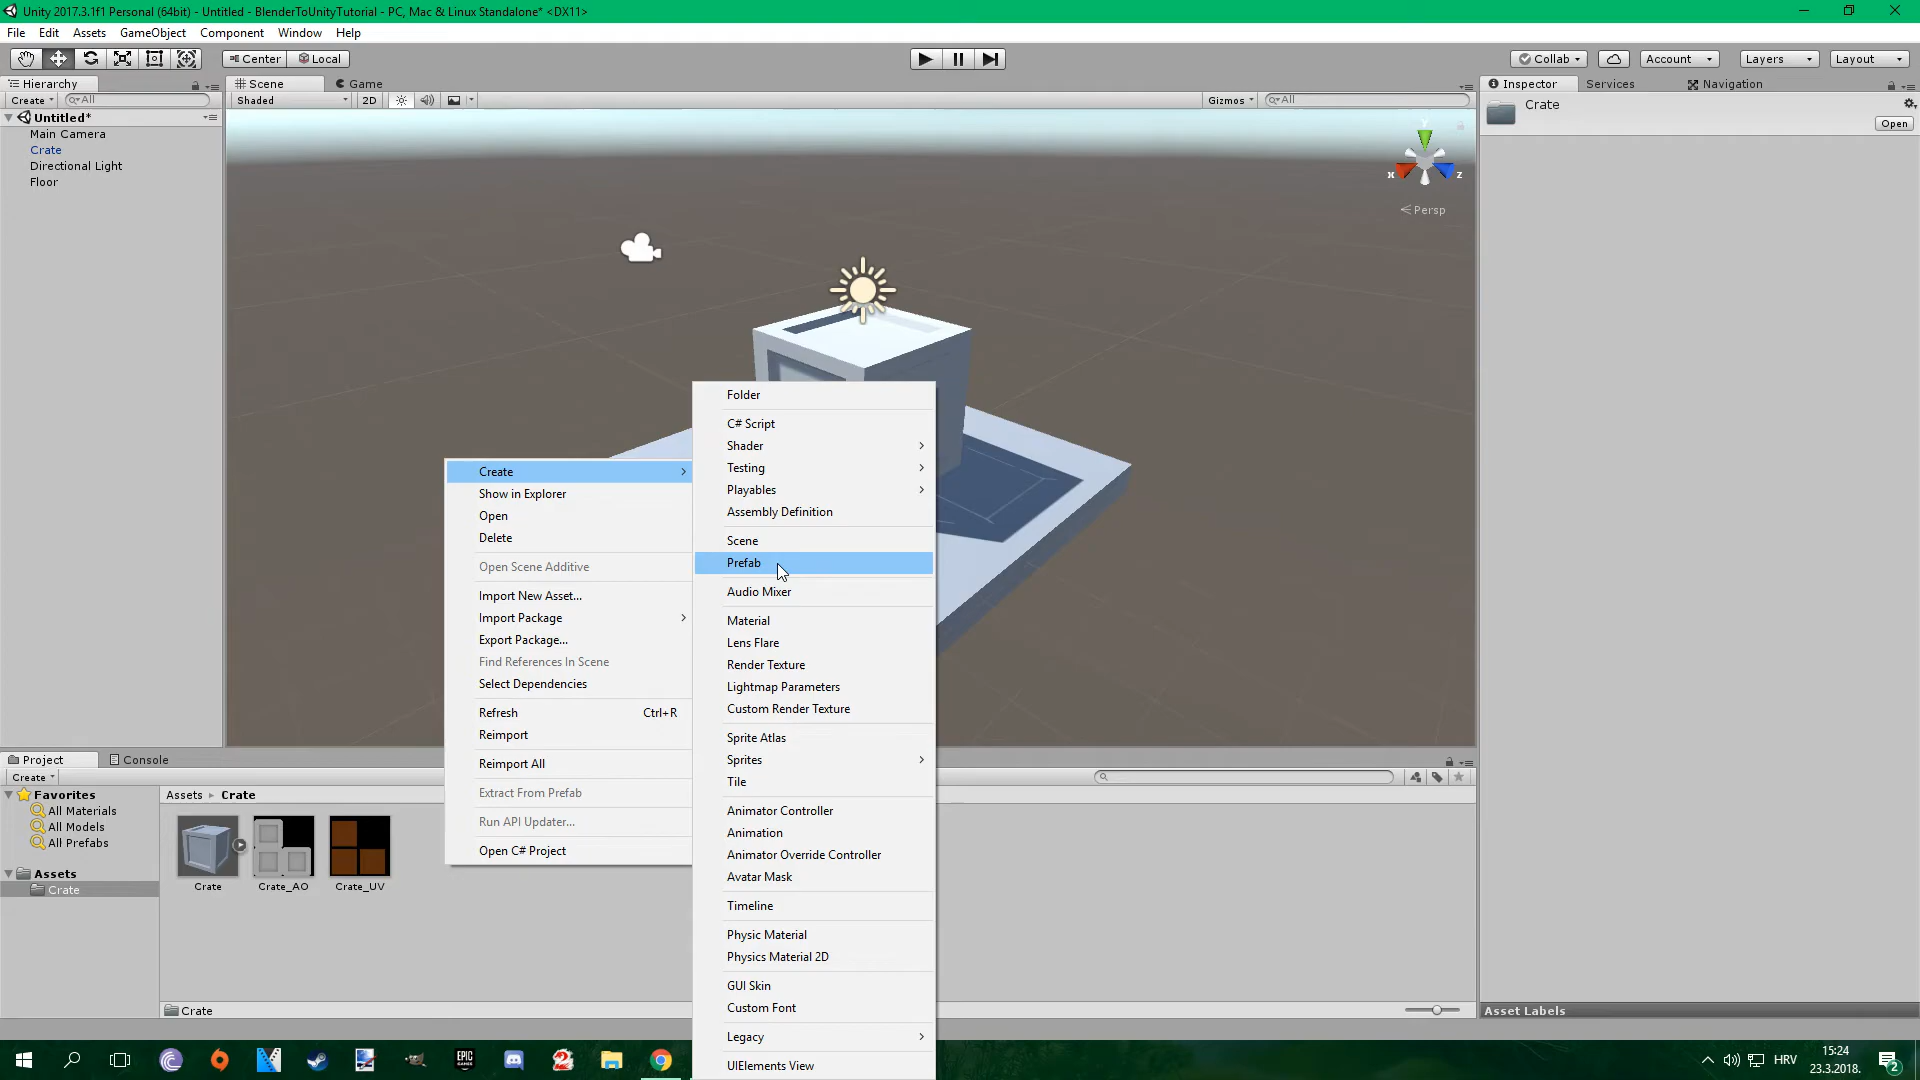 Unity 2017.3.1f1 Personal (64bit) - Untitled - BlenderToUnityTutorial - PC, Mac & Linux Standalone* <DX11>
File Edit Assets GameObject Component Window Help
Center Local Collab Account Layers Layout
Hierarchy
Create All
Untitled*
Main Camera
Crate
Directional Light
Floor
Scene Game
Shaded 2D Gizmos All
y
x z
Persp
Inspector Services Navigation
Crate
Open
Create
Show in Explorer
Open
Delete
Open Scene Additive
Import New Asset...
Import Package
Export Package...
Find References In Scene
Select Dependencies
Refresh Ctrl+R
Reimport
Reimport All
Extract From Prefab
Run API Updater...
Open C# Project
Folder
C# Script
Shader
Testing
Playables
Assembly Definition
Scene
Prefab
Audio Mixer
Material
Lens Flare
Render Texture
Lightmap Parameters
Custom Render Texture
Sprite Atlas
Sprites
Tile
Animator Controller
Animation
Animator Override Controller
Avatar Mask
Timeline
Physic Material
Physics Material 2D
GUI Skin
Custom Font
Legacy
UIElements View
Project Console
Create
Favorites
All Materials
All Models
All Prefabs
Assets
Crate
Assets Crate
Crate Crate_AO Crate_UV
Crate
Asset Labels
EPIC GAMES
2
HRV
15:24
23.3.2018.
2